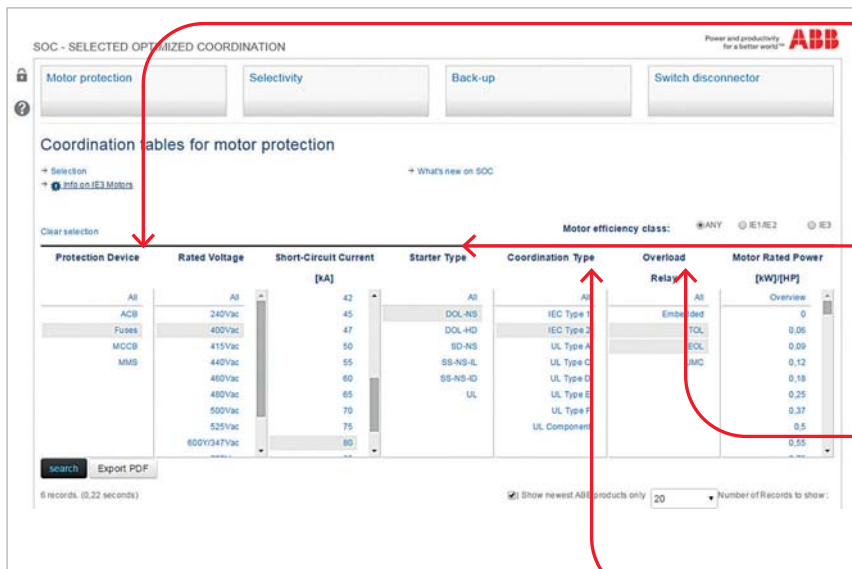 SOC - SELECTED OPTIMIZED COORDINATION
Power and productivity
for a better world™
ABB
Motor protection
Selectivity
Back-up
Switch disconnector
Coordination tables for motor protection
→ Selection
→ What's new on SOC
→ Info on IE3 Motors
Clear selection
Motor efficiency class:
ANY
IE1/IE2
IE3
Protection Device
Rated Voltage
Short-Circuit Current
[kA]
Starter Type
Coordination Type
Overload
Relay
Motor Rated Power
[kW]/[HP]
All
ACB
Fuses
MCCB
MMS
All
240Vac
400Vac
415Vac
440Vac
460Vac
480Vac
500Vac
525Vac
600Y/347Vac
42
45
47
50
55
60
65
70
75
80
All
DOL-NS
DOL-HD
SD-NS
SS-NS-IL
SS-NS-ID
UL
All
IEC Type 1
IEC Type 2
UL Type A
UL Type C
UL Type D
UL Type E
UL Type F
UL Component
All
Embedded
TOL
EOL
UMC
Overview
0
0,06
0,09
0,12
0,18
0,25
0,37
0,5
0,55
search
Export PDF
6 records. (0,22 seconds)
Show newest ABB products only
20
Number of Records to show :